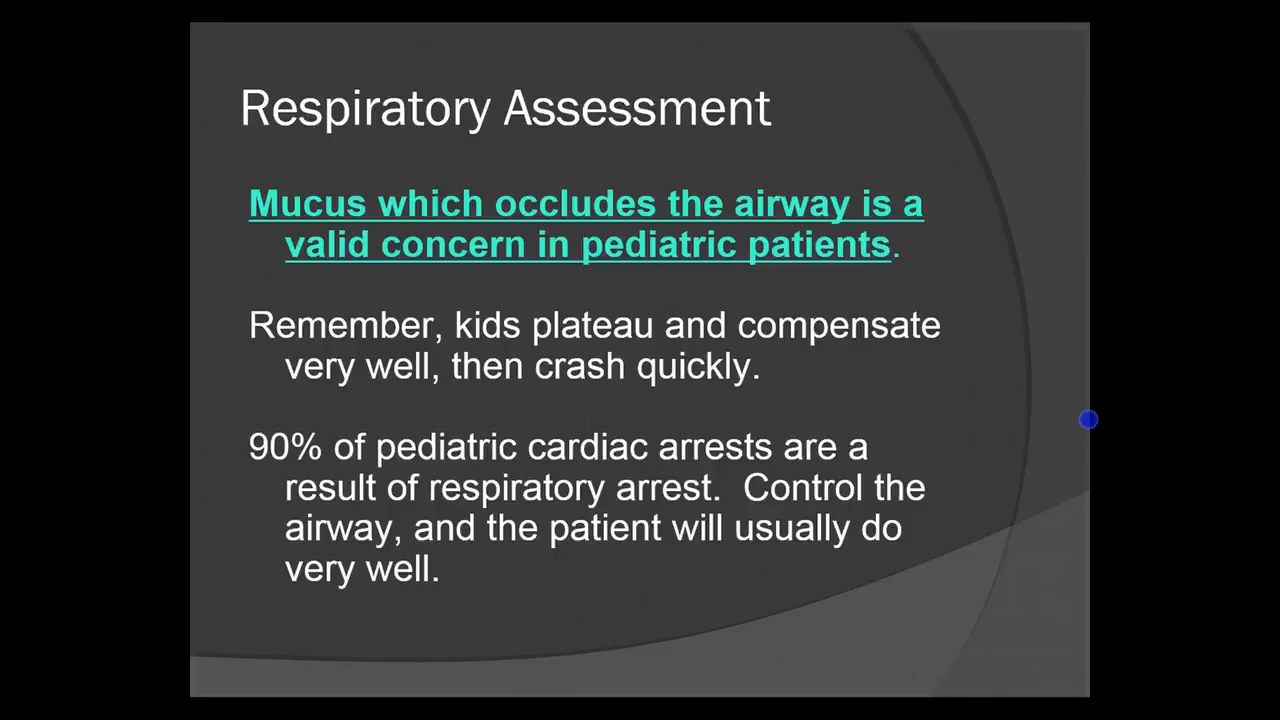 Respiratory Assessment
Mucus which occludes the airway is a
valid concern in pediatric patients.
Remember, kids plateau and compensate
very well, then crash quickly.
90% of pediatric cardiac arrests are a
result of respiratory arrest.  Control the
airway, and the patient will usually do
very well.